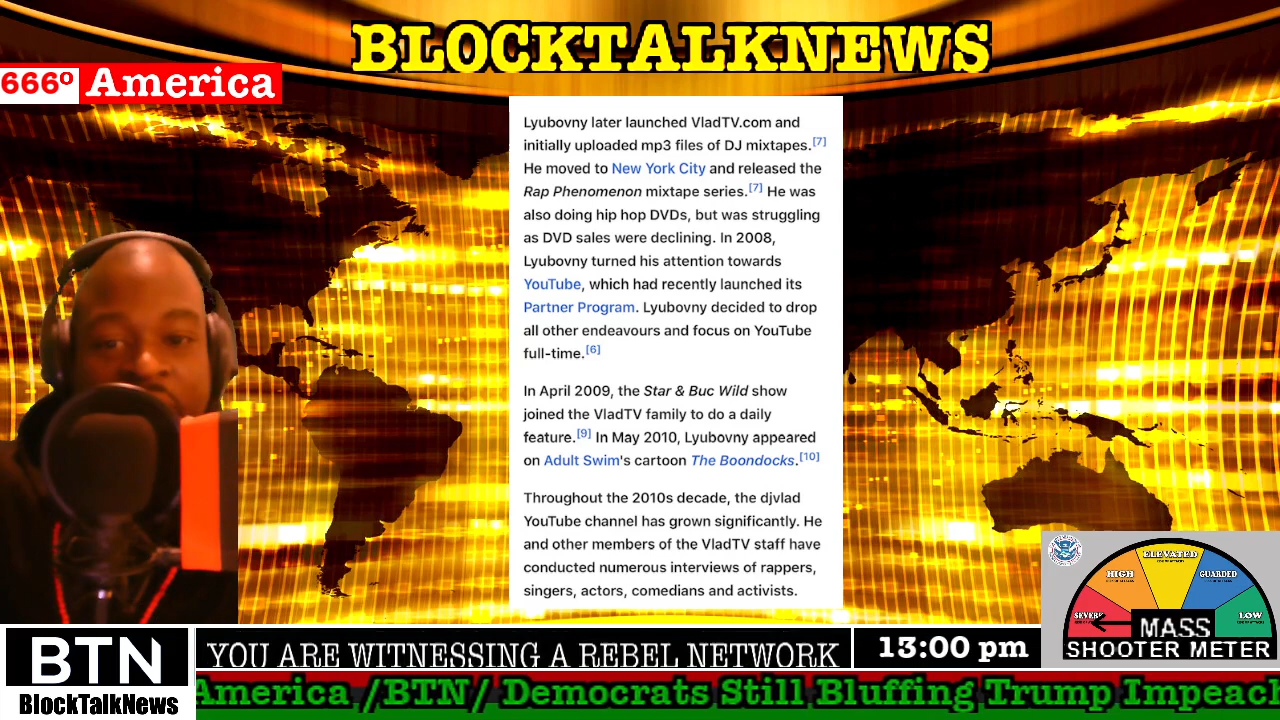 BLOCKTALKNEWS
666º America
Lyubovny later launched VladTV.com and
initially uploaded mp3 files of DJ mixtapes.[7]
He moved to New York City and released the
Rap Phenomenon mixtape series.[7] He was
also doing hip hop DVDs, but was struggling
as DVD sales were declining. In 2008,
Lyubovny turned his attention towards
YouTube, which had recently launched its
Partner Program. Lyubovny decided to drop
all other endeavours and focus on YouTube
full-time.[6]
In April 2009, the Star & Buc Wild show
joined the VladTV family to do a daily
feature.[9] In May 2010, Lyubovny appeared
on Adult Swim's cartoon The Boondocks.[10]
Throughout the 2010s decade, the djvlad
YouTube channel has grown significantly. He
and other members of the VladTV staff have
conducted numerous interviews of rappers,
singers, actors, comedians and activists.
ELEVATED
HIGH
GUARDED
SEVERE
LOW
MASS
SHOOTER METER
BTN
BlockTalkNews
YOU ARE WITNESSING A REBEL NETWORK
13:00 pm
America /BTN/ Democrats Still Bluffing Trump Impeach